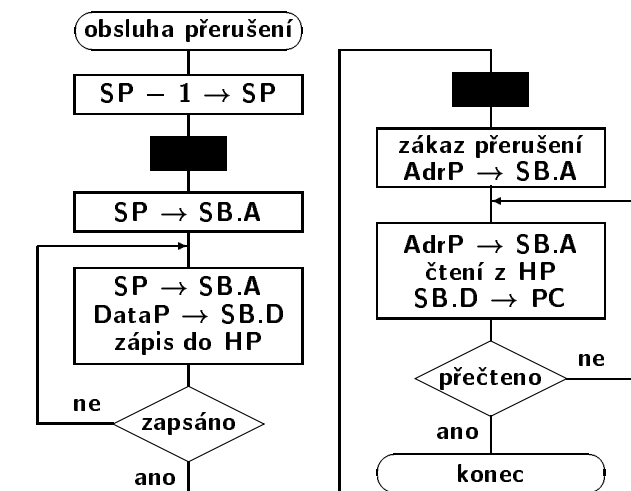 obsluha přerušení
SP − 1 → SP
SP → SB.A
SP → SB.A
DataP → SB.D
zápis do HP
ne
zapsáno
ano
zákaz přerušení
AdrP → SB.A
AdrP → SB.A
čtení z HP
SB.D → PC
ne
přečteno
ano
konec